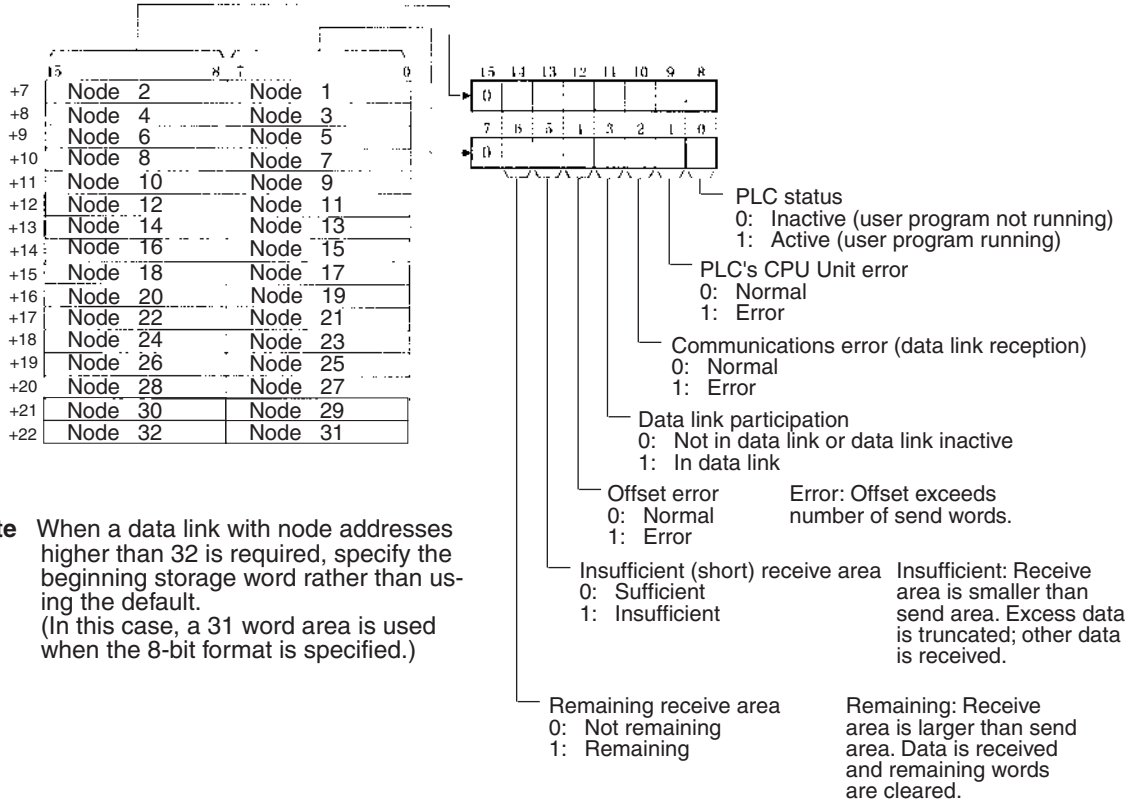 15 8 7 0
+7 Node 2 Node 1
+8 Node 4 Node 3
+9 Node 6 Node 5
+10 Node 8 Node 7
+11 Node 10 Node 9
+12 Node 12 Node 11
+13 Node 14 Node 13
+14 Node 16 Node 15
+15 Node 18 Node 17
+16 Node 20 Node 19
+17 Node 22 Node 21
+18 Node 24 Node 23
+19 Node 26 Node 25
+20 Node 28 Node 27
+21 Node 30 Node 29
+22 Node 32 Node 31
15 14 13 12 11 10 9 8
0
7 6 5 4 3 2 1 0
0
PLC status
0: Inactive (user program not running)
1: Active (user program running)
PLC's CPU Unit error
0: Normal
1: Error
Communications error (data link reception)
0: Normal
1: Error
Data link participation
0: Not in data link or data link inactive
1: In data link
Offset error
0: Normal
1: Error
Error: Offset exceeds
number of send words.
Insufficient (short) receive area
0: Sufficient
1: Insufficient
Insufficient: Receive
area is smaller than
send area. Excess data
is truncated; other data
is received.
Remaining receive area
0: Not remaining
1: Remaining
Remaining: Receive
area is larger than send
area. Data is received
and remaining words
are cleared.
te When a data link with node addresses
higher than 32 is required, specify the
beginning storage word rather than us-
ing the default.
(In this case, a 31 word area is used
when the 8-bit format is specified.)